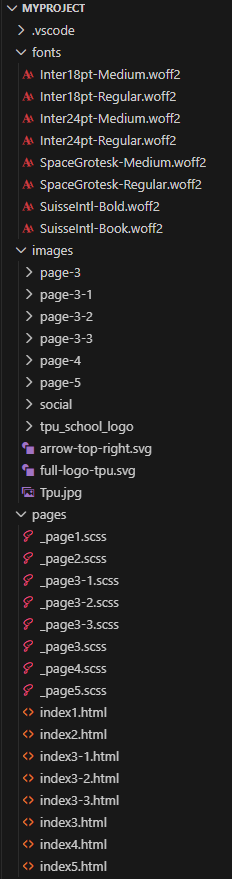 MYPROJECT
.vscode
fonts
Inter18pt-Medium.woff2
Inter18pt-Regular.woff2
Inter24pt-Medium.woff2
Inter24pt-Regular.woff2
SpaceGrotesk-Medium.woff2
SpaceGrotesk-Regular.woff2
SuisseIntl-Bold.woff2
SuisseIntl-Book.woff2
images
page-3
page-3-1
page-3-2
page-3-3
page-4
page-5
social
tpu_school_logo
arrow-top-right.svg
full-logo-tpu.svg
Tpu.jpg
pages
_page1.scss
_page2.scss
_page3-1.scss
_page3-2.scss
_page3-3.scss
_page3.scss
_page4.scss
_page5.scss
index1.html
index2.html
index3-1.html
index3-2.html
index3-3.html
index3.html
index4.html
index5.html